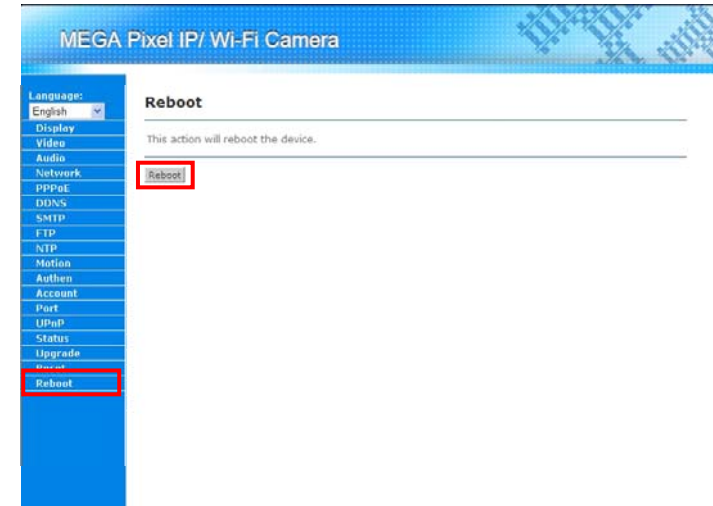 MEGA Pixel IP/ Wi-Fi Camera
Language:
English
Display
Video
Audio
Network
PPPoE
DDNS
SMTP
FTP
NTP
Motion
Authen
Account
Port
UPnP
Status
Upgrade
Reset
Reboot
Reboot
This action will reboot the device.
Reboot